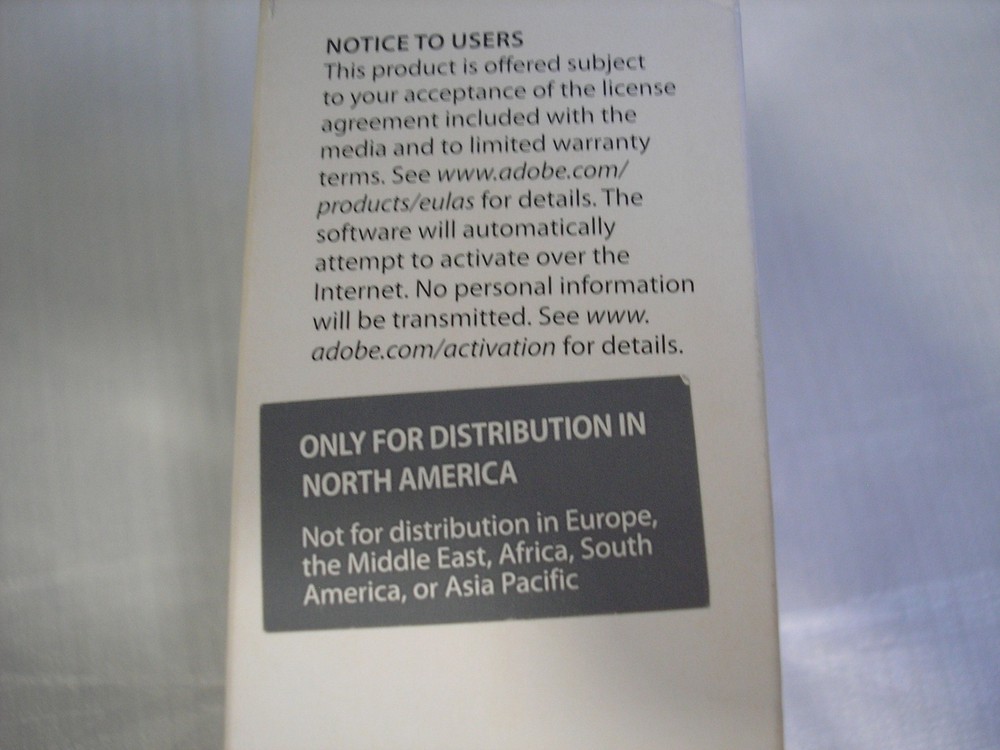 NOTICE TO USERS
This product is offered subject
to your acceptance of the license
agreement included with the
media and to limited warranty
terms. See www.adobe.com/
products/eulas for details. The
software will automatically
attempt to activate over the
Internet. No personal information
will be transmitted. See www.
adobe.com/activation for details.
ONLY FOR DISTRIBUTION IN
NORTH AMERICA
Not for distribution in Europe,
the Middle East, Africa, South
America, or Asia Pacific